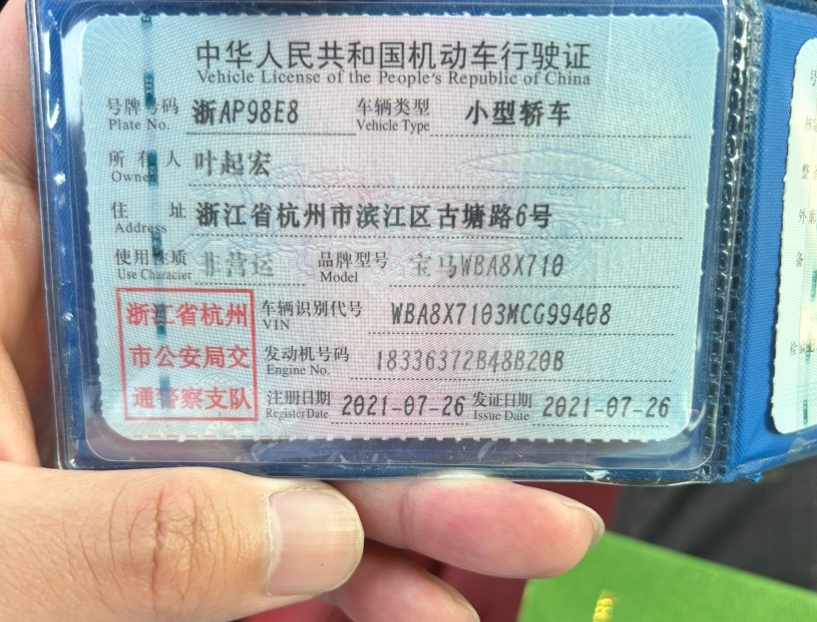 中华人民共和国机动车行驶证
Vehicle License of the People's Republic of China
号牌号码 浙AP98E8 车辆类型 小型轿车
Plate No. Vehicle Type
所有人 叶起宏
Owner
住址 浙江省杭州市滨江区古塘路6号
Address
使用性质 非营运 品牌型号 宝马WBA8X710
Use Character Model
浙江省杭州 车辆识别代号 WBA8X7103MCG99408
VIN
市公安局交 发动机号码 18336372B48B20B
Engine No.
通警察支队 注册日期 2021-07-26 发证日期 2021-07-26
Register Date Issue Date